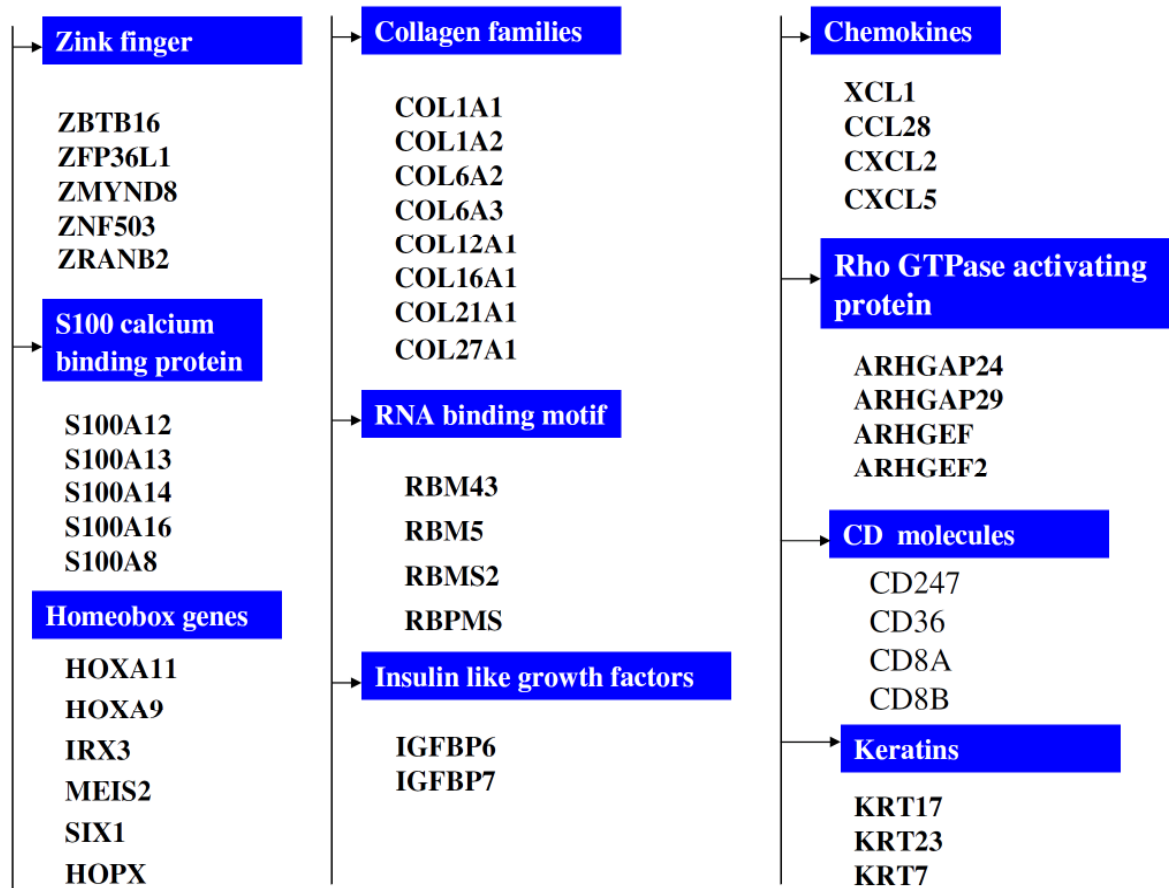 Zink finger
ZBTB16
ZFP36L1
ZMYND8
ZNF503
ZRANB2
S100 calcium
binding protein
S100A12
S100A13
S100A14
S100A16
S100A8
Homeobox genes
HOXA11
HOXA9
IRX3
MEIS2
SIX1
HOPX
Collagen families
COL1A1
COL1A2
COL6A2
COL6A3
COL12A1
COL16A1
COL21A1
COL27A1
RNA binding motif
RBM43
RBM5
RBMS2
RBPMS
Insulin like growth factors
IGFBP6
IGFBP7
Chemokines
XCL1
CCL28
CXCL2
CXCL5
Rho GTPase activating
protein
ARHGAP24
ARHGAP29
ARHGEF
ARHGEF2
CD molecules
CD247
CD36
CD8A
CD8B
Keratins
KRT17
KRT23
KRT7